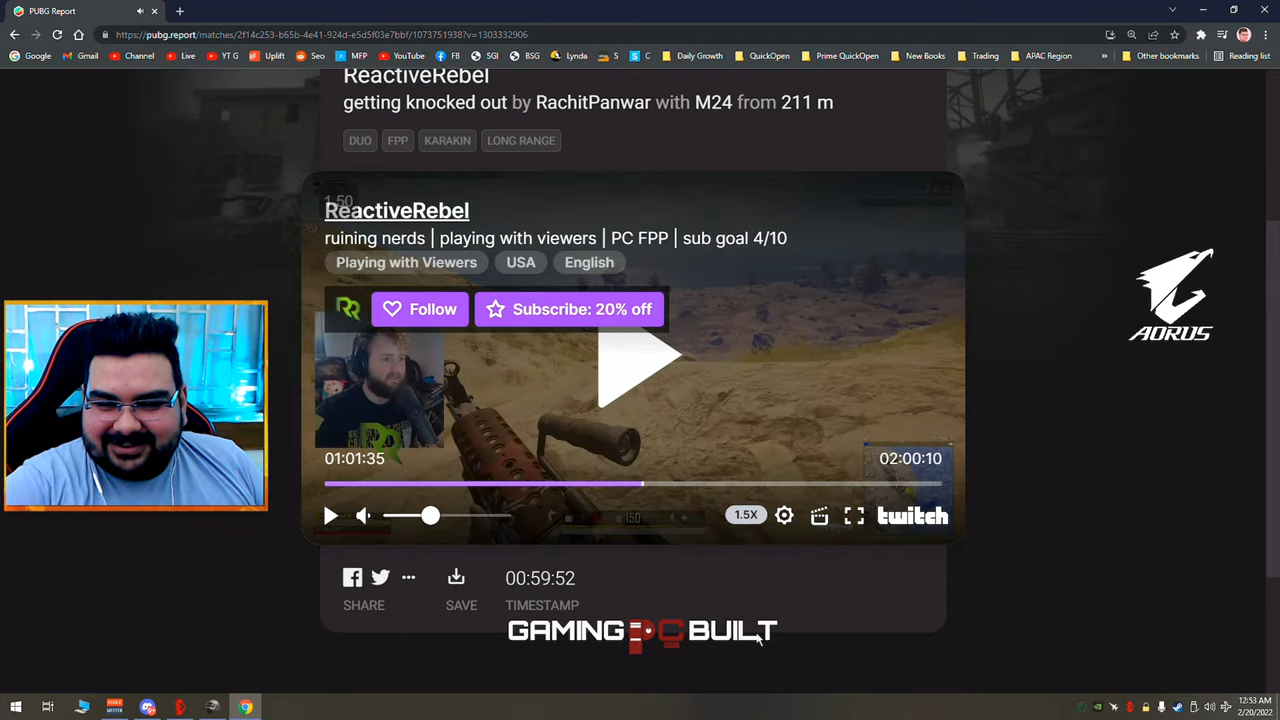 PUBG Report
https://pubg.report/matches/2f14c253-b65b-4e41-924d-e5d5f03e7bbf/1073751938?v=1303332906
Google Gmail Channel Live YT G Uplift Seo MFP YouTube FB SGI BSG Lynda S C Daily Growth QuickOpen Prime QuickOpen New Books Trading APAC Region » Other bookmarks Reading list
ReactiveRebel
getting knocked out by RachitPanwar with M24 from 211 m
DUO FPP KARAKIN LONG RANGE
1.50
ReactiveRebel
ruining nerds | playing with viewers | PC FPP | sub goal 4/10
Playing with Viewers USA English
RR Follow Subscribe: 20% off
AORUS
RR
01:01:35 02:00:10
150
1.5X twitch
00:59:52
SHARE SAVE TIMESTAMP
GAMING PC BUILT
12:53 AM
2/20/2022